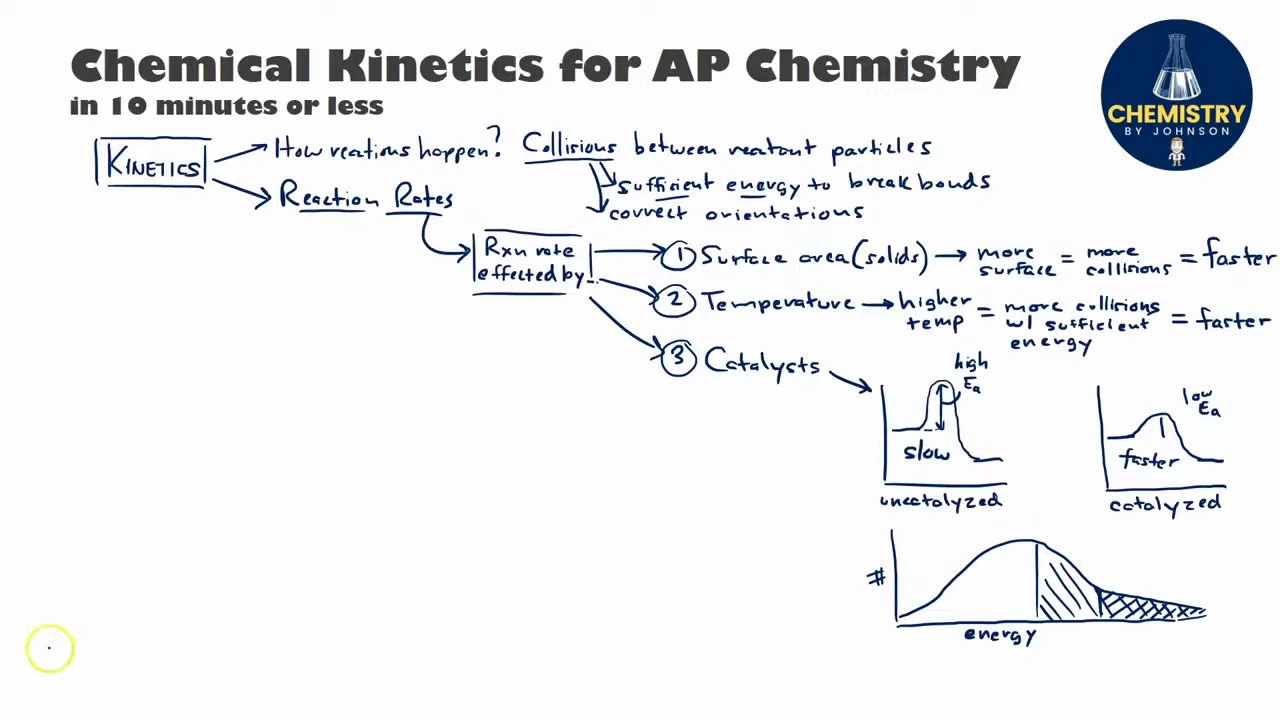 Chemical Kinetics for AP Chemistry
in 10 minutes or less
CHEMISTRY
BY JOHNSON
KINETICS
How reactions happen? Collisions between reactant particles
sufficient energy to break bonds
correct orientations
Reaction Rates
Rxn rate
effected by...
1 Surface area (solids) → more surface = more collisions = faster
2 Temperature → higher temp = more collisions w/ sufficient energy = faster
3 Catalysts
high
Ea
slow
uncatalyzed
low
Ea
faster
catalyzed
#
energy